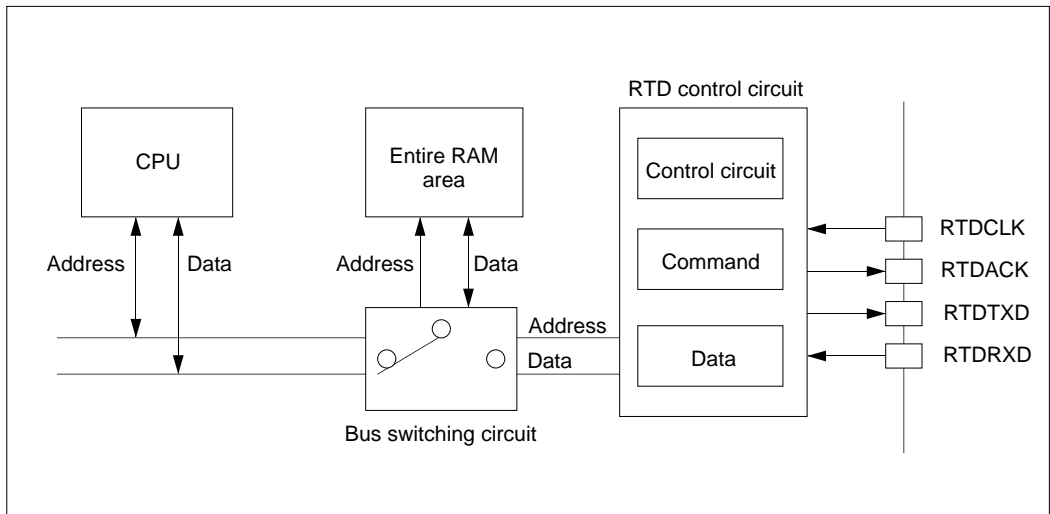 RTD control circuit
CPU
Entire RAM
area
Control circuit
Command
Data
Address
Data
Address
Data
Address
Data
Bus switching circuit
RTDCLK
RTDACK
RTDTXD
RTDRXD